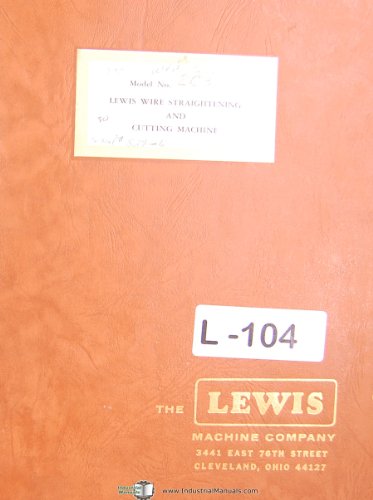 Model No.
LEWIS WIRE STRAIGHTENING
AND
CUTTING MACHINE
L-104
THE LEWIS
MACHINE COMPANY
3441 EAST 76TH STREET
CLEVELAND, OHIO 44127
© www.IndustrialManuals.com